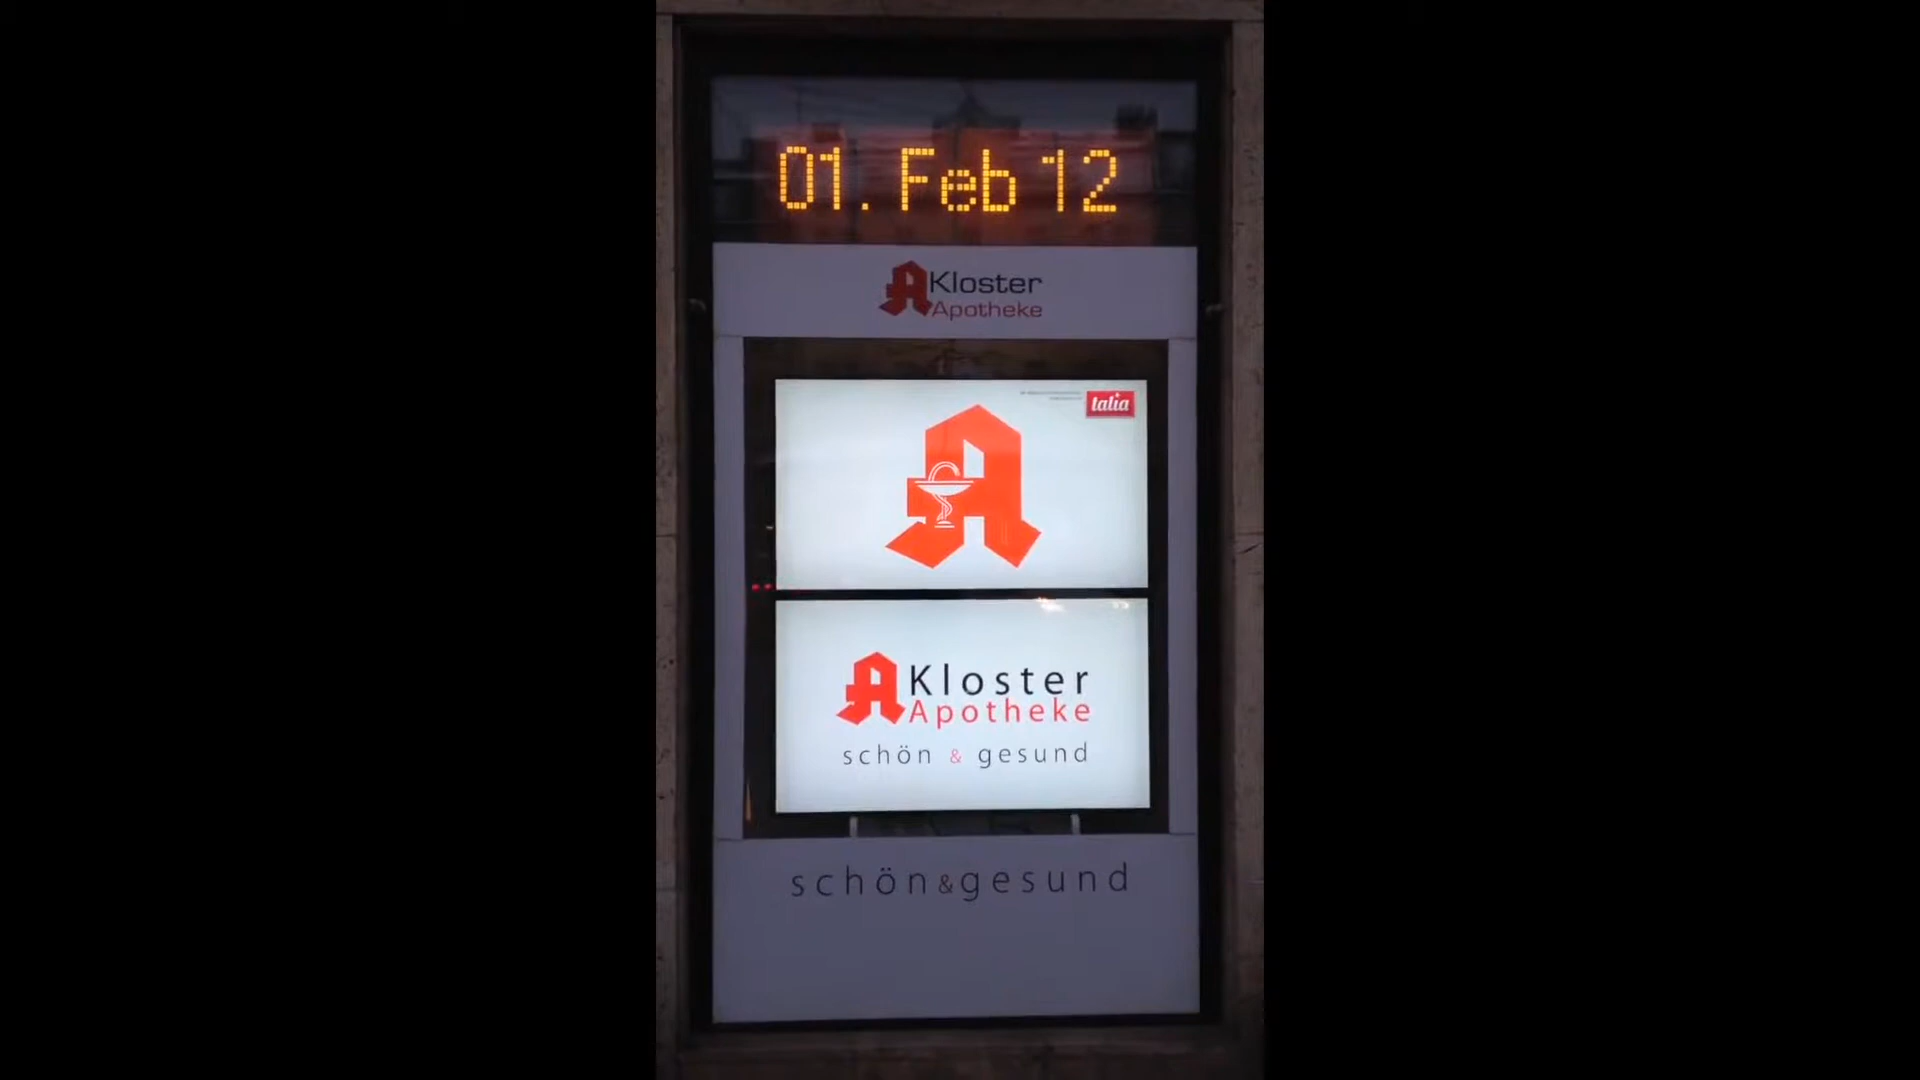 01. Feb 12
Kloster
Apotheke
talia
Kloster
Apotheke
schön & gesund
schön&gesund